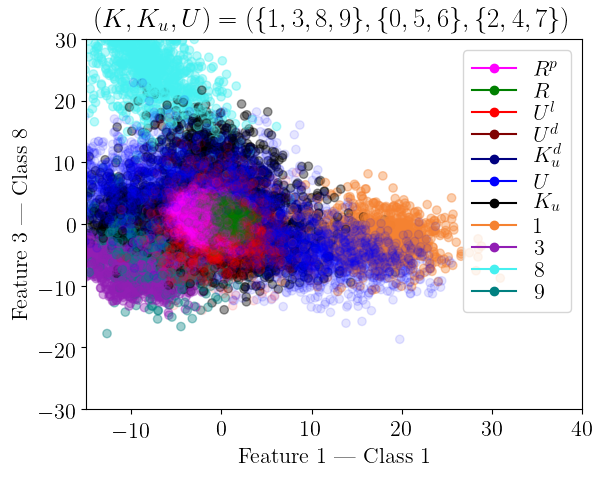 (K, K_u, U) = ({1, 3, 8, 9}, {0, 5, 6}, {2, 4, 7})
30
20
10
0
−10
−20
−30
−10
0
10
20
30
40
Feature 3 — Class 8
Feature 1 — Class 1
R^p
R
U^l
U^d
K_u^d
U
K_u
1
3
8
9